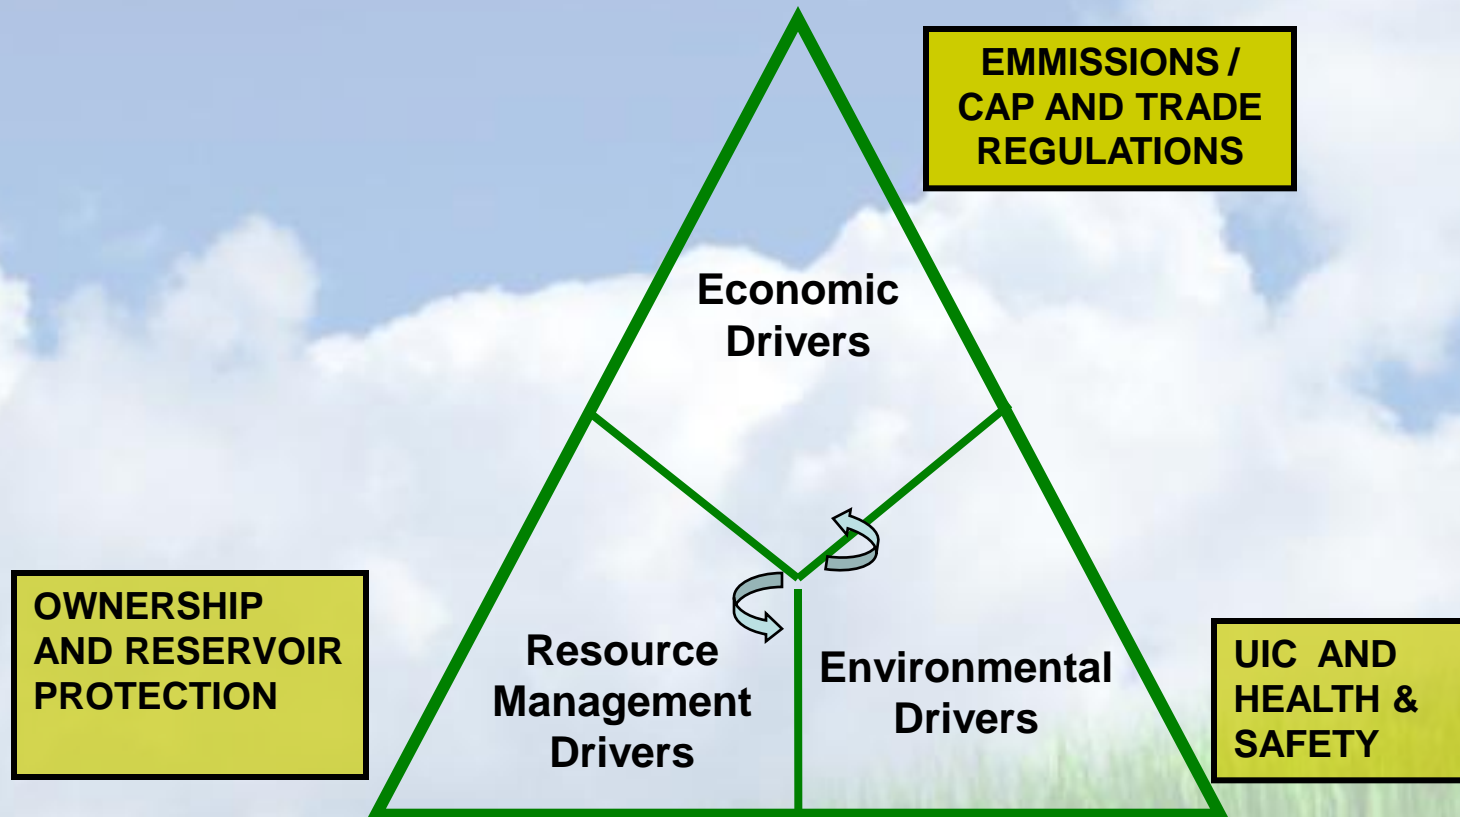 EMMISSIONS /
CAP AND TRADE
REGULATIONS
Economic
Drivers
OWNERSHIP
AND RESERVOIR
PROTECTION
Resource
Management
Drivers
Environmental
Drivers
UIC AND
HEALTH &
SAFETY